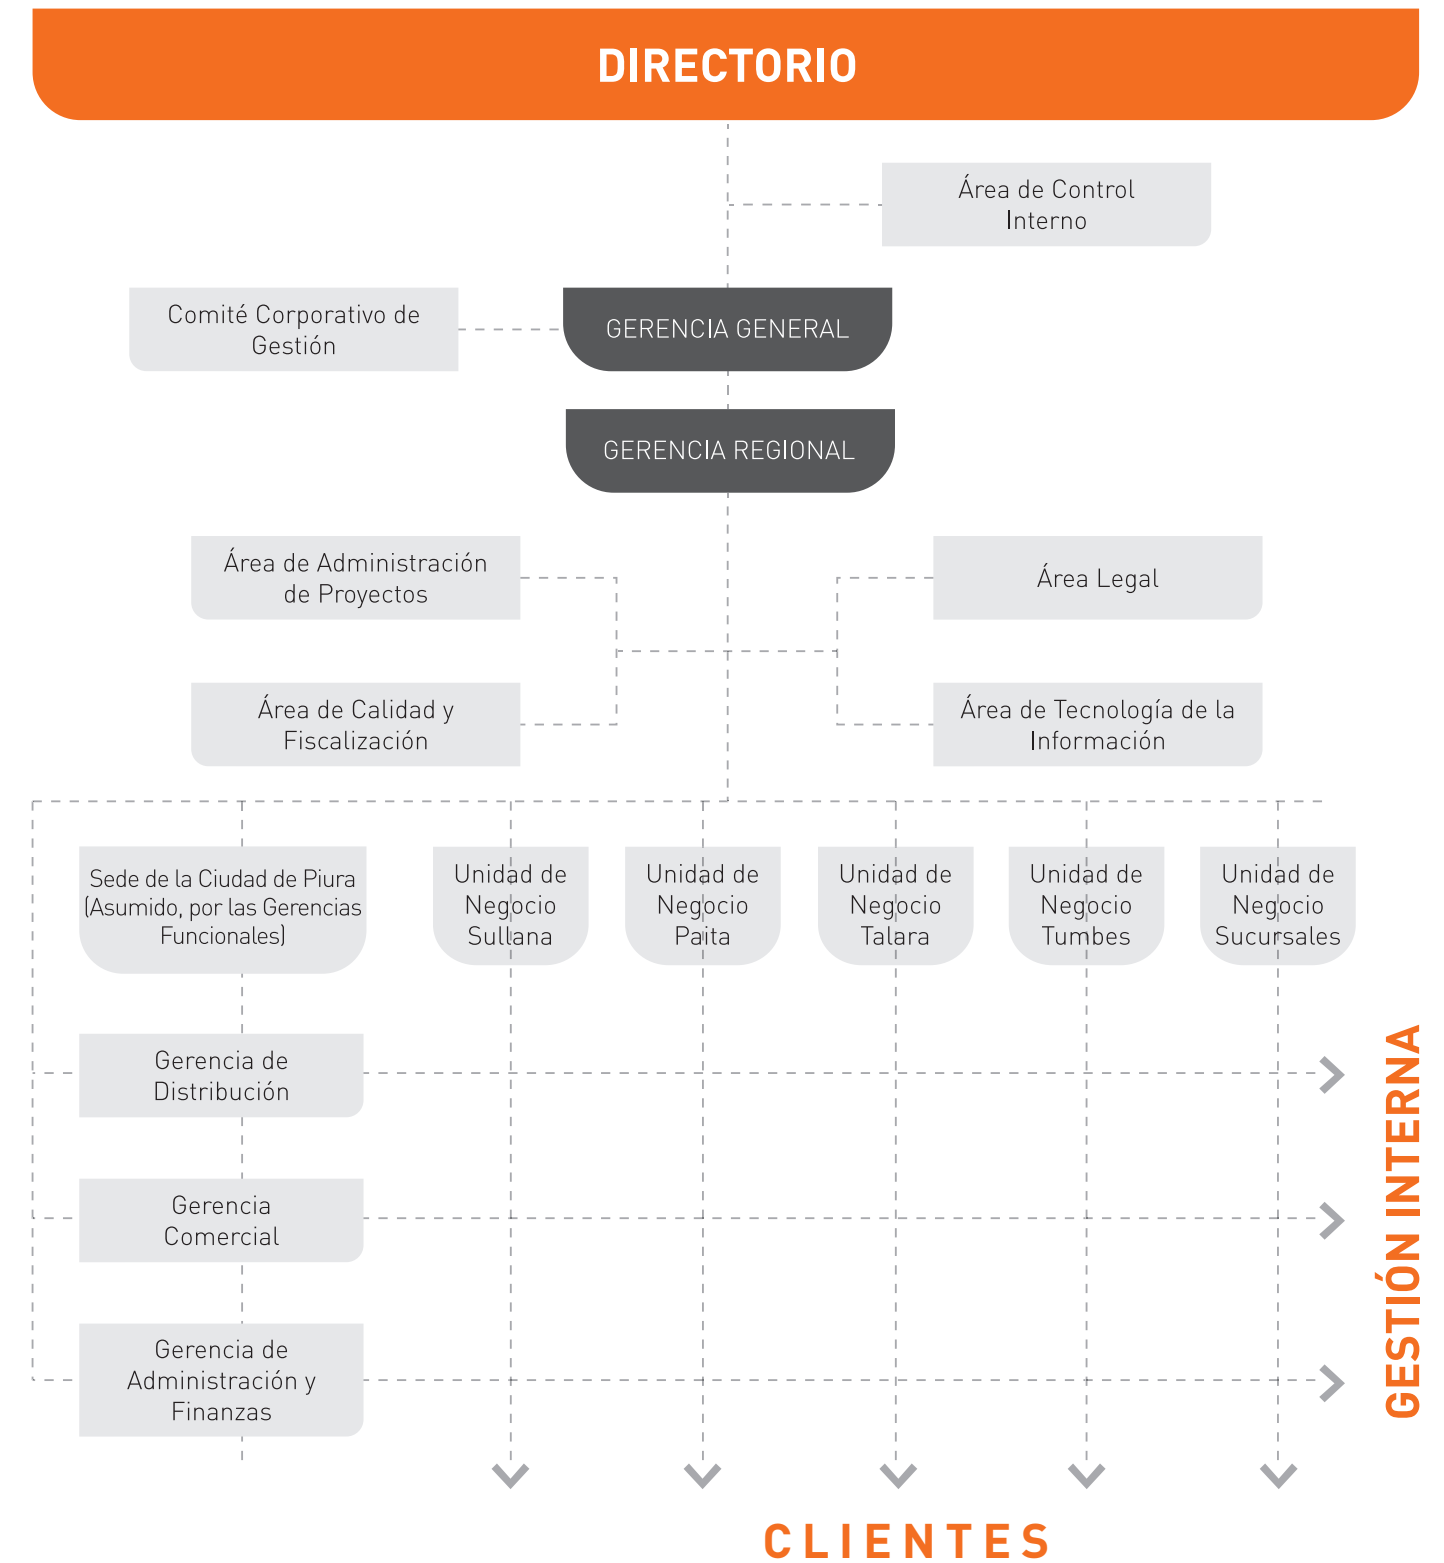 DIRECTORIO
Área de Control
Interno
Comité Corporativo de
Gestión
GERENCIA GENERAL
GERENCIA REGIONAL
Área de Administración
de Proyectos
Área Legal
Área de Calidad y
Fiscalización
Área de Tecnología de la
Información
Sede de la Ciudad de Piura
(Asumido, por las Gerencias
Funcionales)
Unidad de
Negocio
Sullana
Unidad de
Negocio
Paita
Unidad de
Negocio
Talara
Unidad de
Negocio
Tumbes
Unidad de
Negocio
Sucursales
Gerencia de
Distribución
Gerencia
Comercial
Gerencia de
Administración y
Finanzas
GESTIÓN INTERNA
CLIENTES